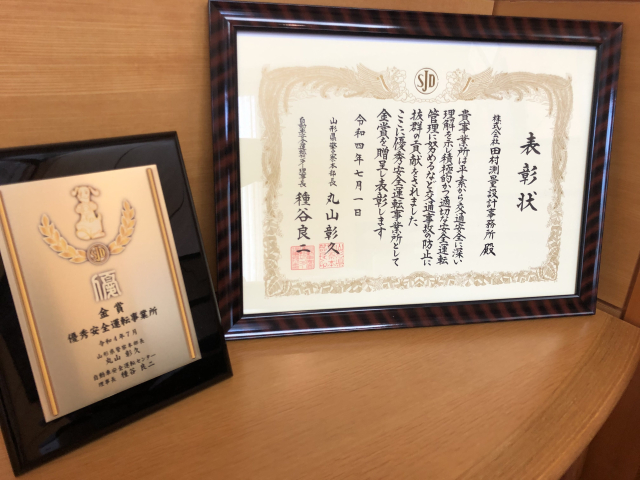 SJD
表彰状
株式会社田村測量設計事務所 殿
貴事業所は平素から交通安全に深い
理解を示し積極的かつ適切な安全運転
管理に努めるなど交通事故の防止に
抜群の貢献をされました
ここに優秀安全運転事業所として
金賞を贈呈し表彰します
令和四年七月一日
山形県警察本部長 丸山彰久
自動車安全運転センター理事長 種谷良二
SJD
優
金賞
優秀安全運転事業所
令和4年7月
山形県警察本部長
丸山 彰久
自動車安全運転センター
理事長 種谷 良二